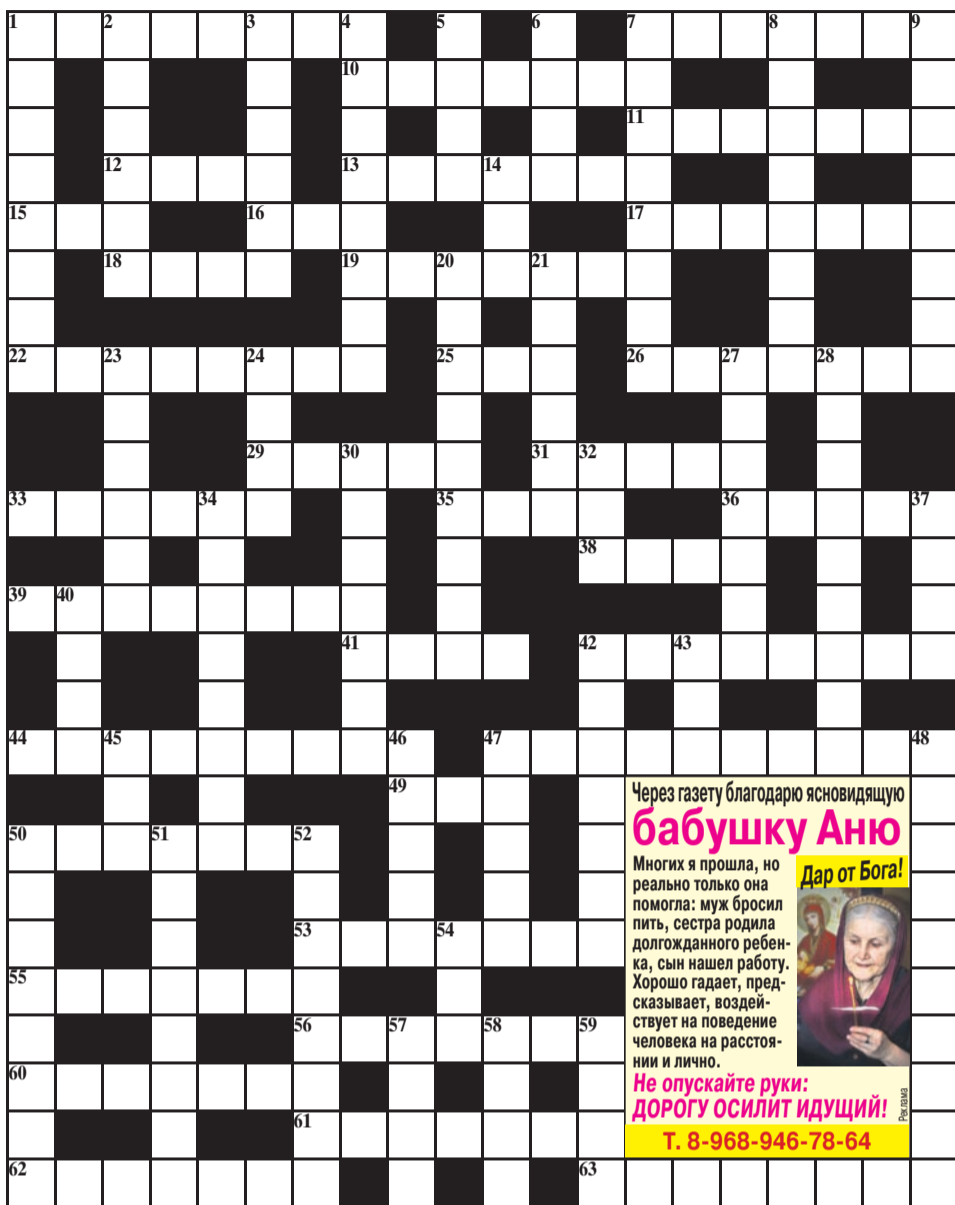 1 2 3 4 5 6 7 8 9
10
11
12 13 14
15 16 17
18 19 20 21
22 23 24 25 26 27 28
29 30 31 32
33 34 35 36 37
38
39 40
41 42 43
44 45 46 47 48
49
50 51 52
53 54
55
56 57 58 59
60
61
62 63
Через газету благодарю ясновидящую
бабушку Аню
Многих я прошла, но
реально только она
помогла: муж бросил
пить, сестра родила
долгожданного ребен-
ка, сын нашел работу.
Хорошо гадает, пред-
сказывает, воздей-
ствует на поведение
человека на расстоя-
нии и лично.
Дар от Бога!
Не опускайте руки:
ДОРОГУ ОСИЛИТ ИДУЩИЙ!
Реклама
Т. 8-968-946-78-64